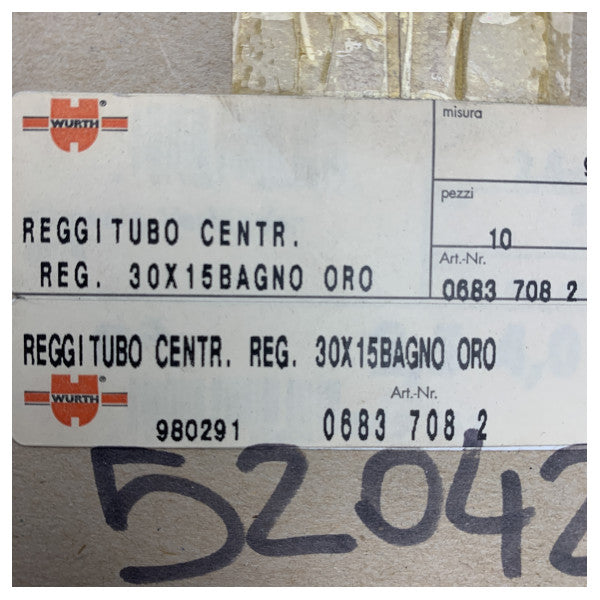 WURTH
misura
REGGITUBO CENTR.
REG. 30X15BAGNO ORO
pezzi
10
Art.-Nr.
0683 708 2
REGGITUBO CENTR. REG. 30X15BAGNO ORO
WURTH
Art.-Nr.
980291 0683 708 2
52042